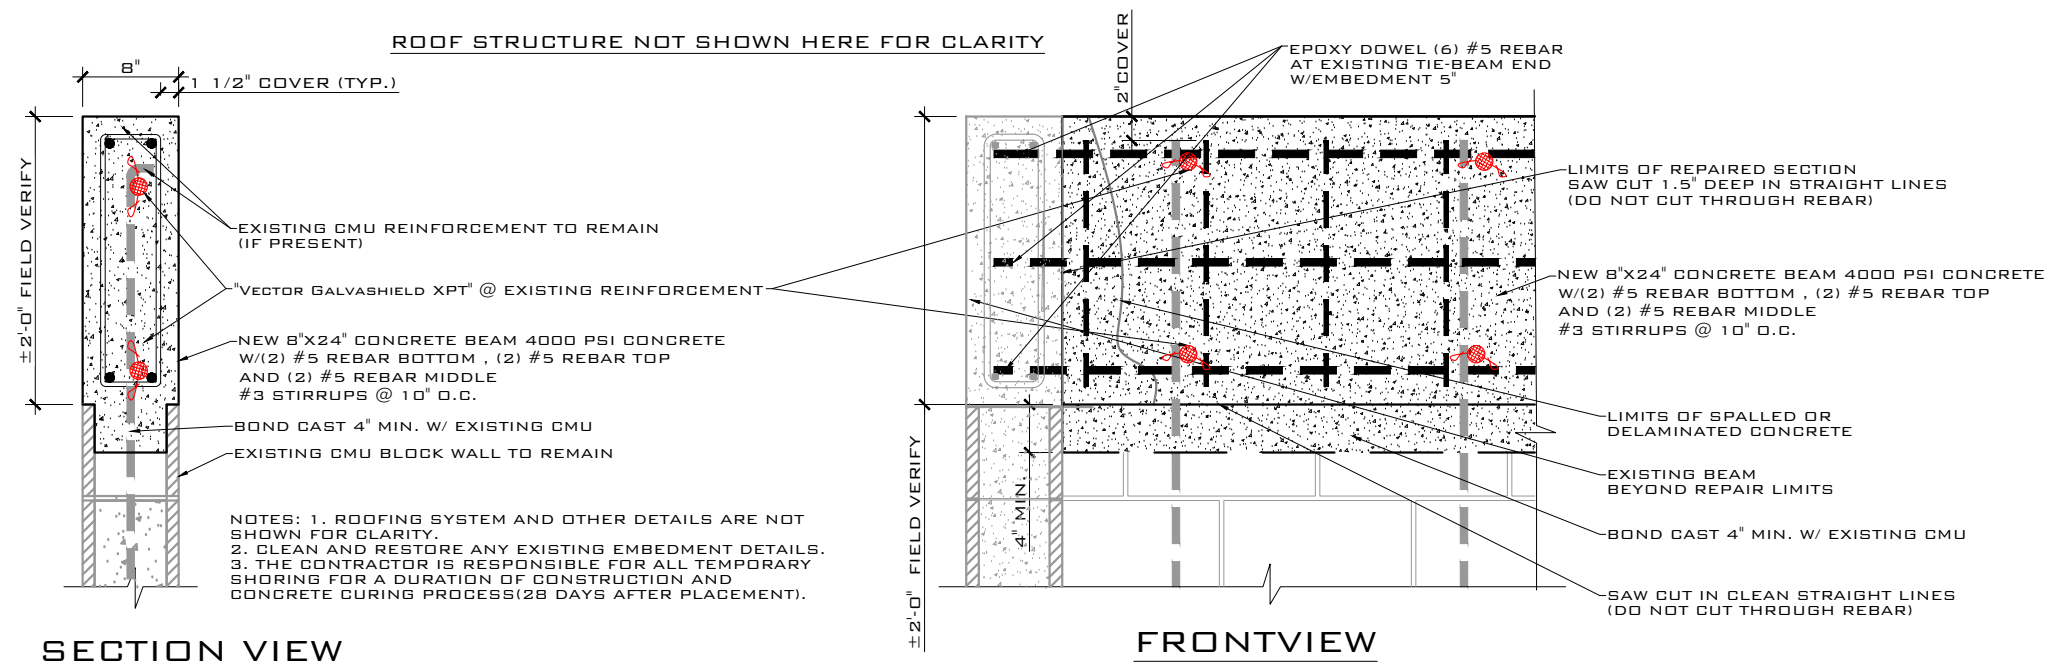 ROOF STRUCTURE NOT SHOWN HERE FOR CLARITY
8"
1 1/2" COVER (TYP.)
±2'-0" FIELD VERIFY
EXISTING CMU REINFORCEMENT TO REMAIN
(IF PRESENT)
"VECTOR GALVASHIELD XPT" @ EXISTING REINFORCEMENT
NEW 8"X24" CONCRETE BEAM 4000 PSI CONCRETE
W/(2) #5 REBAR BOTTOM , (2) #5 REBAR TOP
AND (2) #5 REBAR MIDDLE
#3 STIRRUPS @ 10" O.C.
BOND CAST 4" MIN. W/ EXISTING CMU
EXISTING CMU BLOCK WALL TO REMAIN
NOTES: 1. ROOFING SYSTEM AND OTHER DETAILS ARE NOT
SHOWN FOR CLARITY.
2. CLEAN AND RESTORE ANY EXISTING EMBEDMENT DETAILS.
3. THE CONTRACTOR IS RESPONSIBLE FOR ALL TEMPORARY
SHORING FOR A DURATION OF CONSTRUCTION AND
CONCRETE CURING PROCESS(28 DAYS AFTER PLACEMENT).
SECTION VIEW
2"COVER
EPOXY DOWEL (6) #5 REBAR
AT EXISTING TIE-BEAM END
W/EMBEDMENT 5"
LIMITS OF REPAIRED SECTION
SAW CUT 1.5" DEEP IN STRAIGHT LINES
(DO NOT CUT THROUGH REBAR)
NEW 8"X24" CONCRETE BEAM 4000 PSI CONCRETE
W/(2) #5 REBAR BOTTOM , (2) #5 REBAR TOP
AND (2) #5 REBAR MIDDLE
#3 STIRRUPS @ 10" O.C.
LIMITS OF SPALLED OR
DELAMINATED CONCRETE
EXISTING BEAM
BEYOND REPAIR LIMITS
BOND CAST 4" MIN. W/ EXISTING CMU
SAW CUT IN CLEAN STRAIGHT LINES
(DO NOT CUT THROUGH REBAR)
±2'-0" FIELD VERIFY
4" MIN.
FRONTVIEW